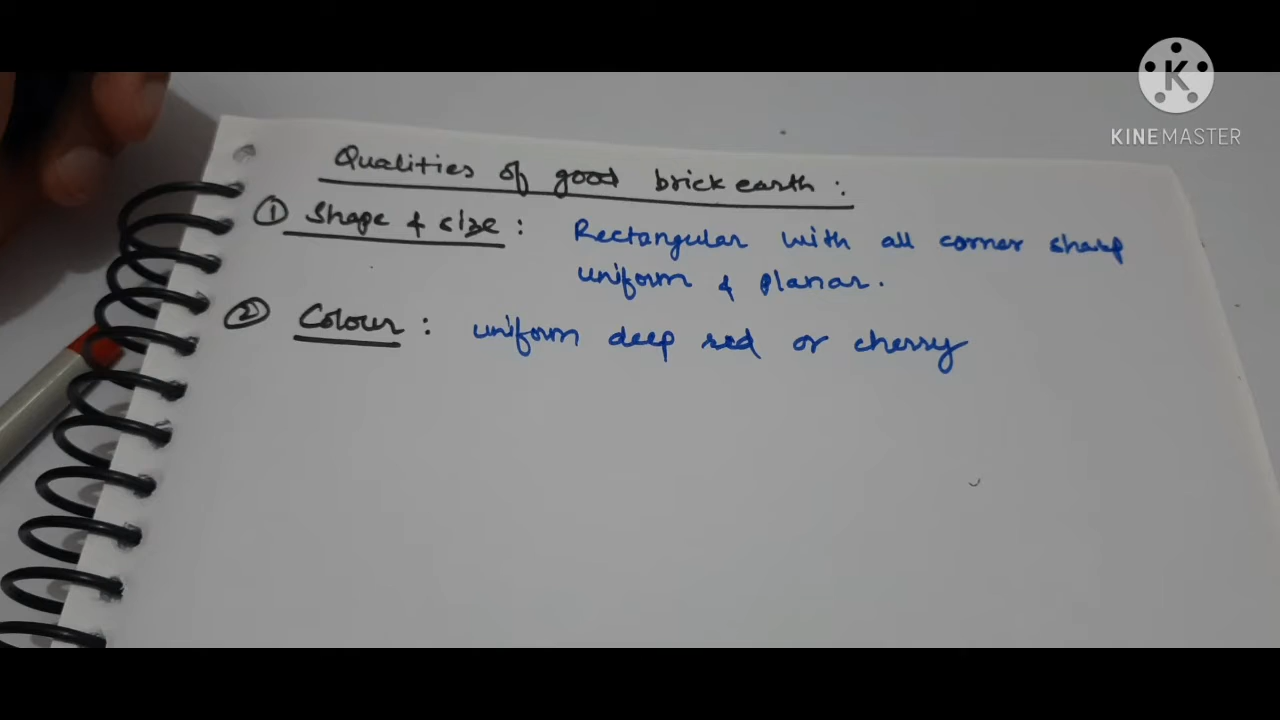 K
KINEMASTER
Qualities of good brick earth :
① Shape & size : Rectangular with all corner sharp
uniform & planar.
② Colour : uniform deep red or cherry